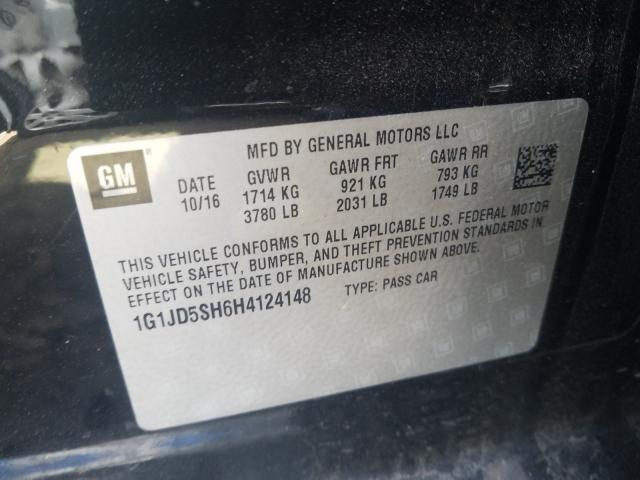 MFD BY GENERAL MOTORS LLC
GM
DATE GVWR GAWR FRT GAWR RR
10/16 1714 KG 921 KG 793 KG
3780 LB 2031 LB 1749 LB
THIS VEHICLE CONFORMS TO ALL APPLICABLE U.S. FEDERAL MOTOR
VEHICLE SAFETY, BUMPER, AND THEFT PREVENTION STANDARDS IN
EFFECT ON THE DATE OF MANUFACTURE SHOWN ABOVE.
1G1JD5SH6H4124148 TYPE: PASS CAR